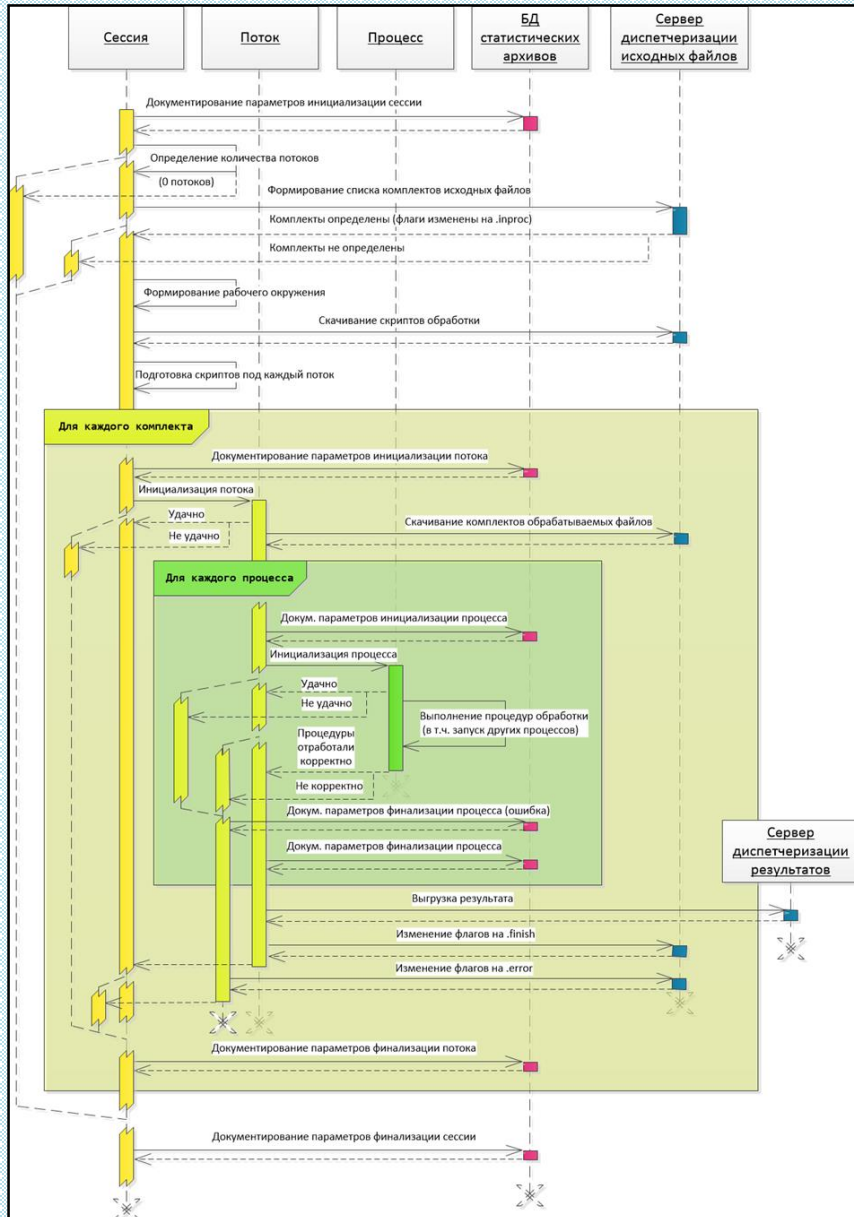 Сессия
Поток
Процесс
БД
статистических
архивов
Сервер
диспетчеризации
исходных файлов
Документирование параметров инициализации сессии
Определение количества потоков
(0 потоков)
Формирование списка комплектов исходных файлов
Комплекты определены (флаги изменены на .inproc)
Комплекты не определены
Формирование рабочего окружения
Скачивание скриптов обработки
Подготовка скриптов под каждый поток
Для каждого комплекта
Документирование параметров инициализации потока
Инициализация потока
Удачно
Не удачно
Скачивание комплектов обрабатываемых файлов
Для каждого процесса
Докум. параметров инициализации процесса
Инициализация процесса
Удачно
Не удачно
Выполнение процедур обработки
(в т.ч. запуск других процессов)
Процедуры
отработали
корректно
Не корректно
Докум. параметров финализации процесса (ошибка)
Докум. параметров финализации процесса
Сервер
диспетчеризации
результатов
Выгрузка результата
Изменение флагов на .finish
Изменение флагов на .error
Документирование параметров финализации потока
Документирование параметров финализации сессии